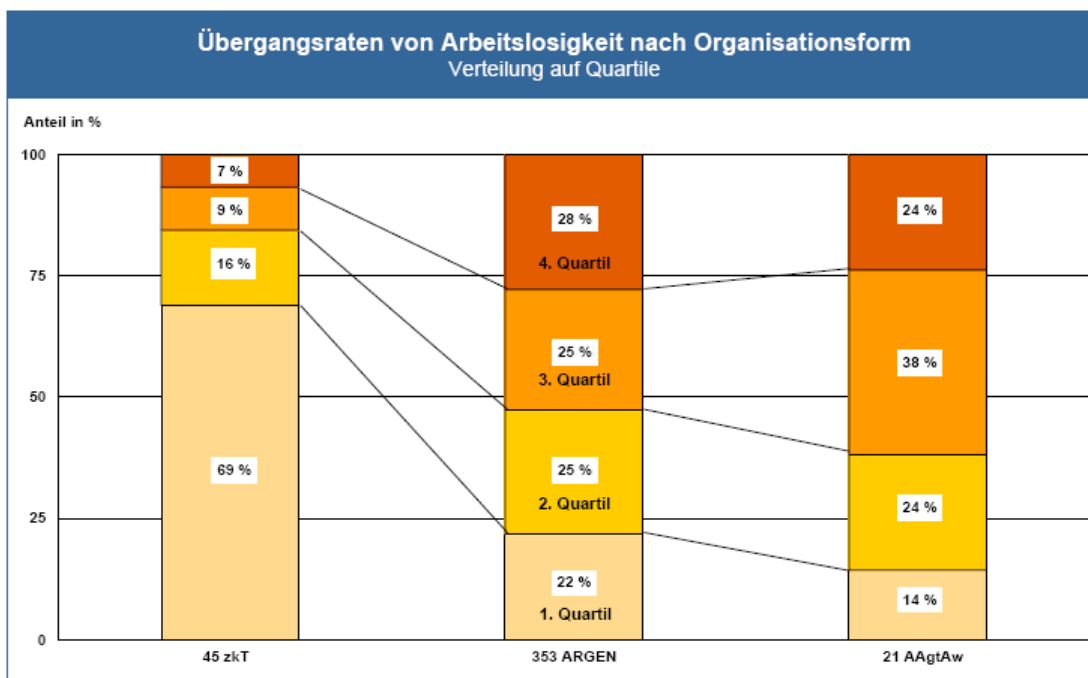 Übergangsraten von Arbeitslosigkeit nach Organisationsform
Verteilung auf Quartile
Anteil in %
100
75
50
25
0
7 %
9 %
16 %
69 %
28 %
4. Quartil
25 %
3. Quartil
25 %
2. Quartil
22 %
1. Quartil
24 %
38 %
24 %
14 %
45 zkT
353 ARGEN
21 AAgtAw